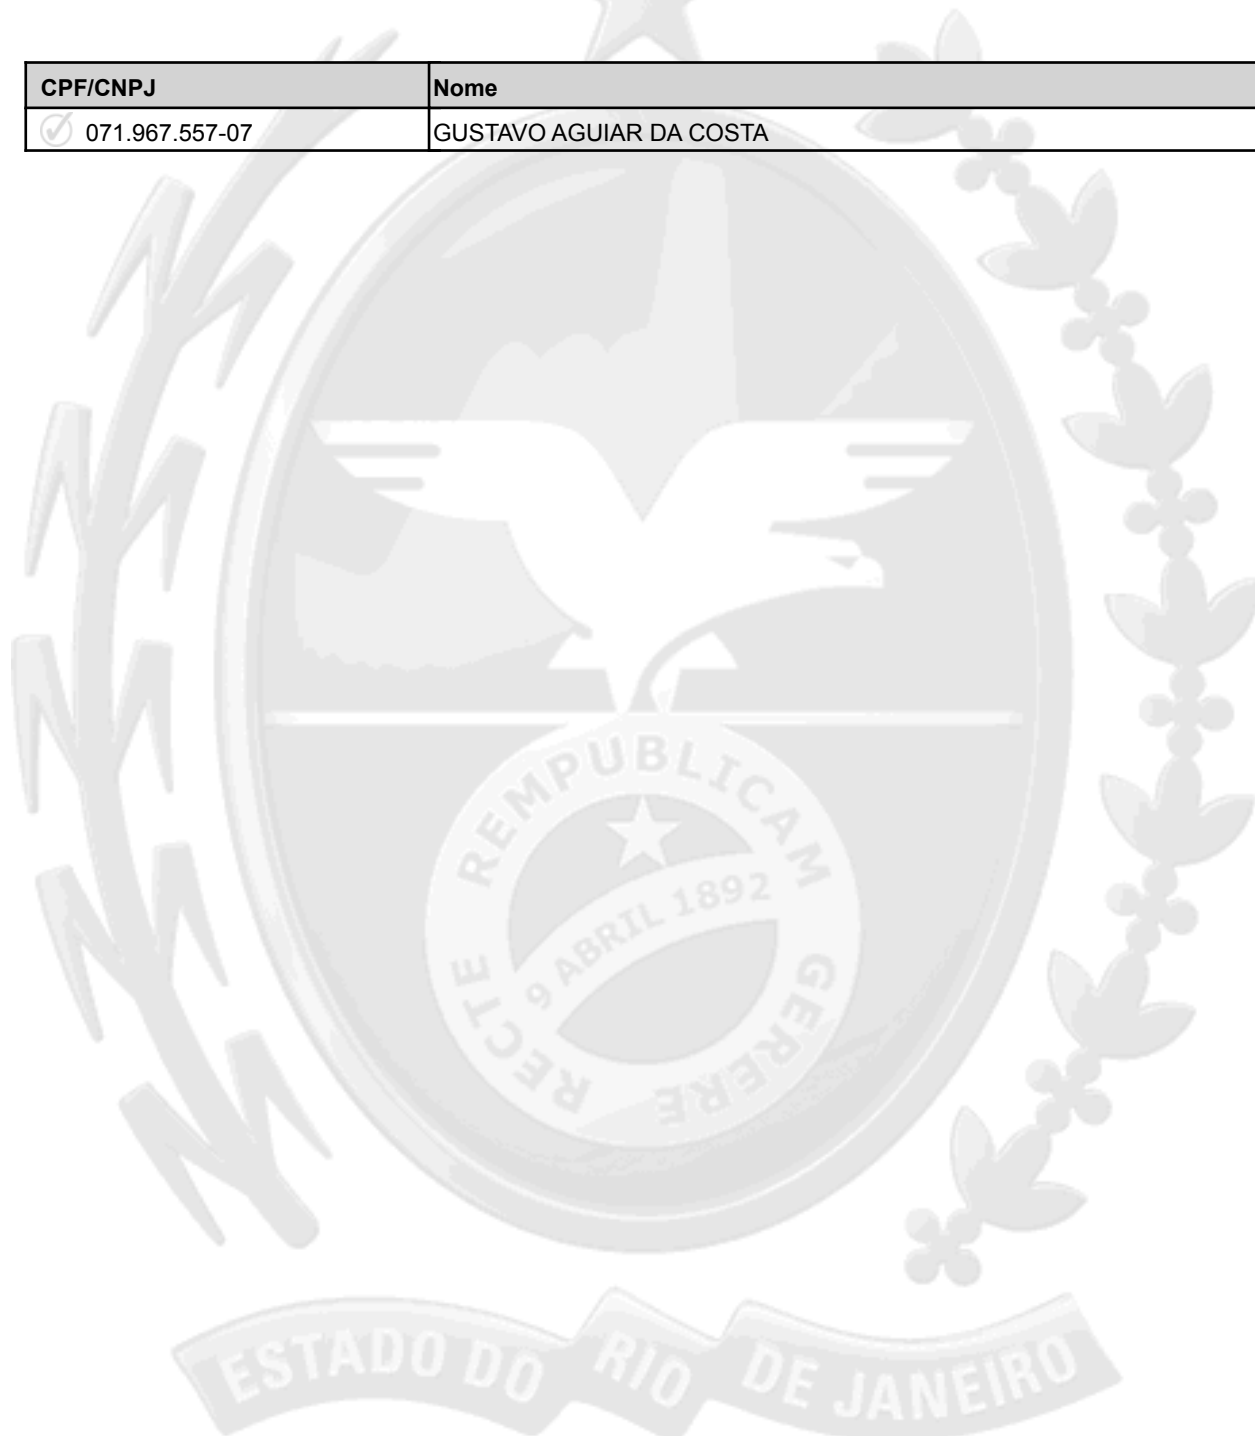 CPF/CNPJ Nome
071.967.557-07 GUSTAVO AGUIAR DA COSTA
REMPUBLICAM
9 ABRIL 1892
RECTE GERERE
ESTADO DO RIO DE JANEIRO